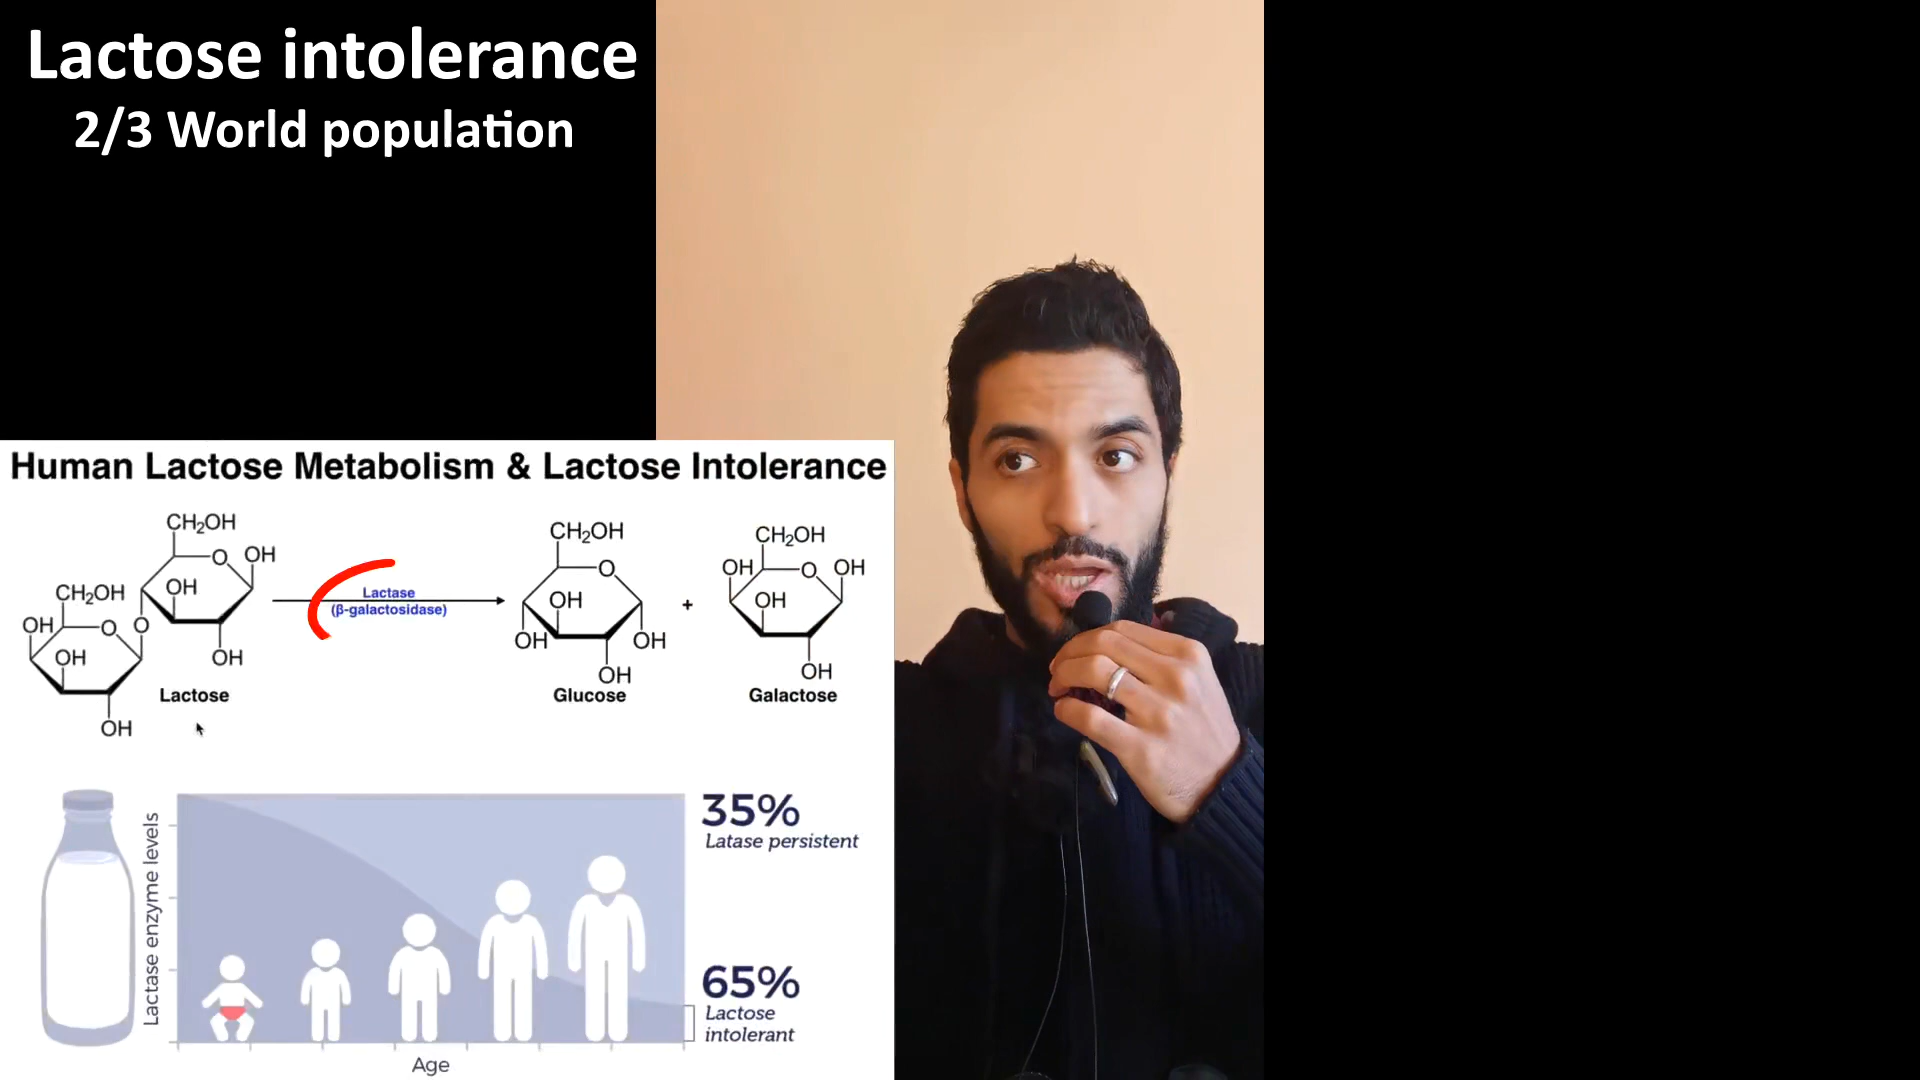 Lactose intolerance
2/3 World population
Human Lactose Metabolism & Lactose Intolerance
CH₂OH
O
OH
OH
OH
CH₂OH
OH
O
O
OH
OH
Lactose
Lactase
(β-galactosidase)
CH₂OH
O
OH
OH
OH
OH
Glucose
+
CH₂OH
OH
O
OH
OH
OH
Galactose
Lactase enzyme levels
35%
Latase persistent
65%
Lactose
intolerant
Age